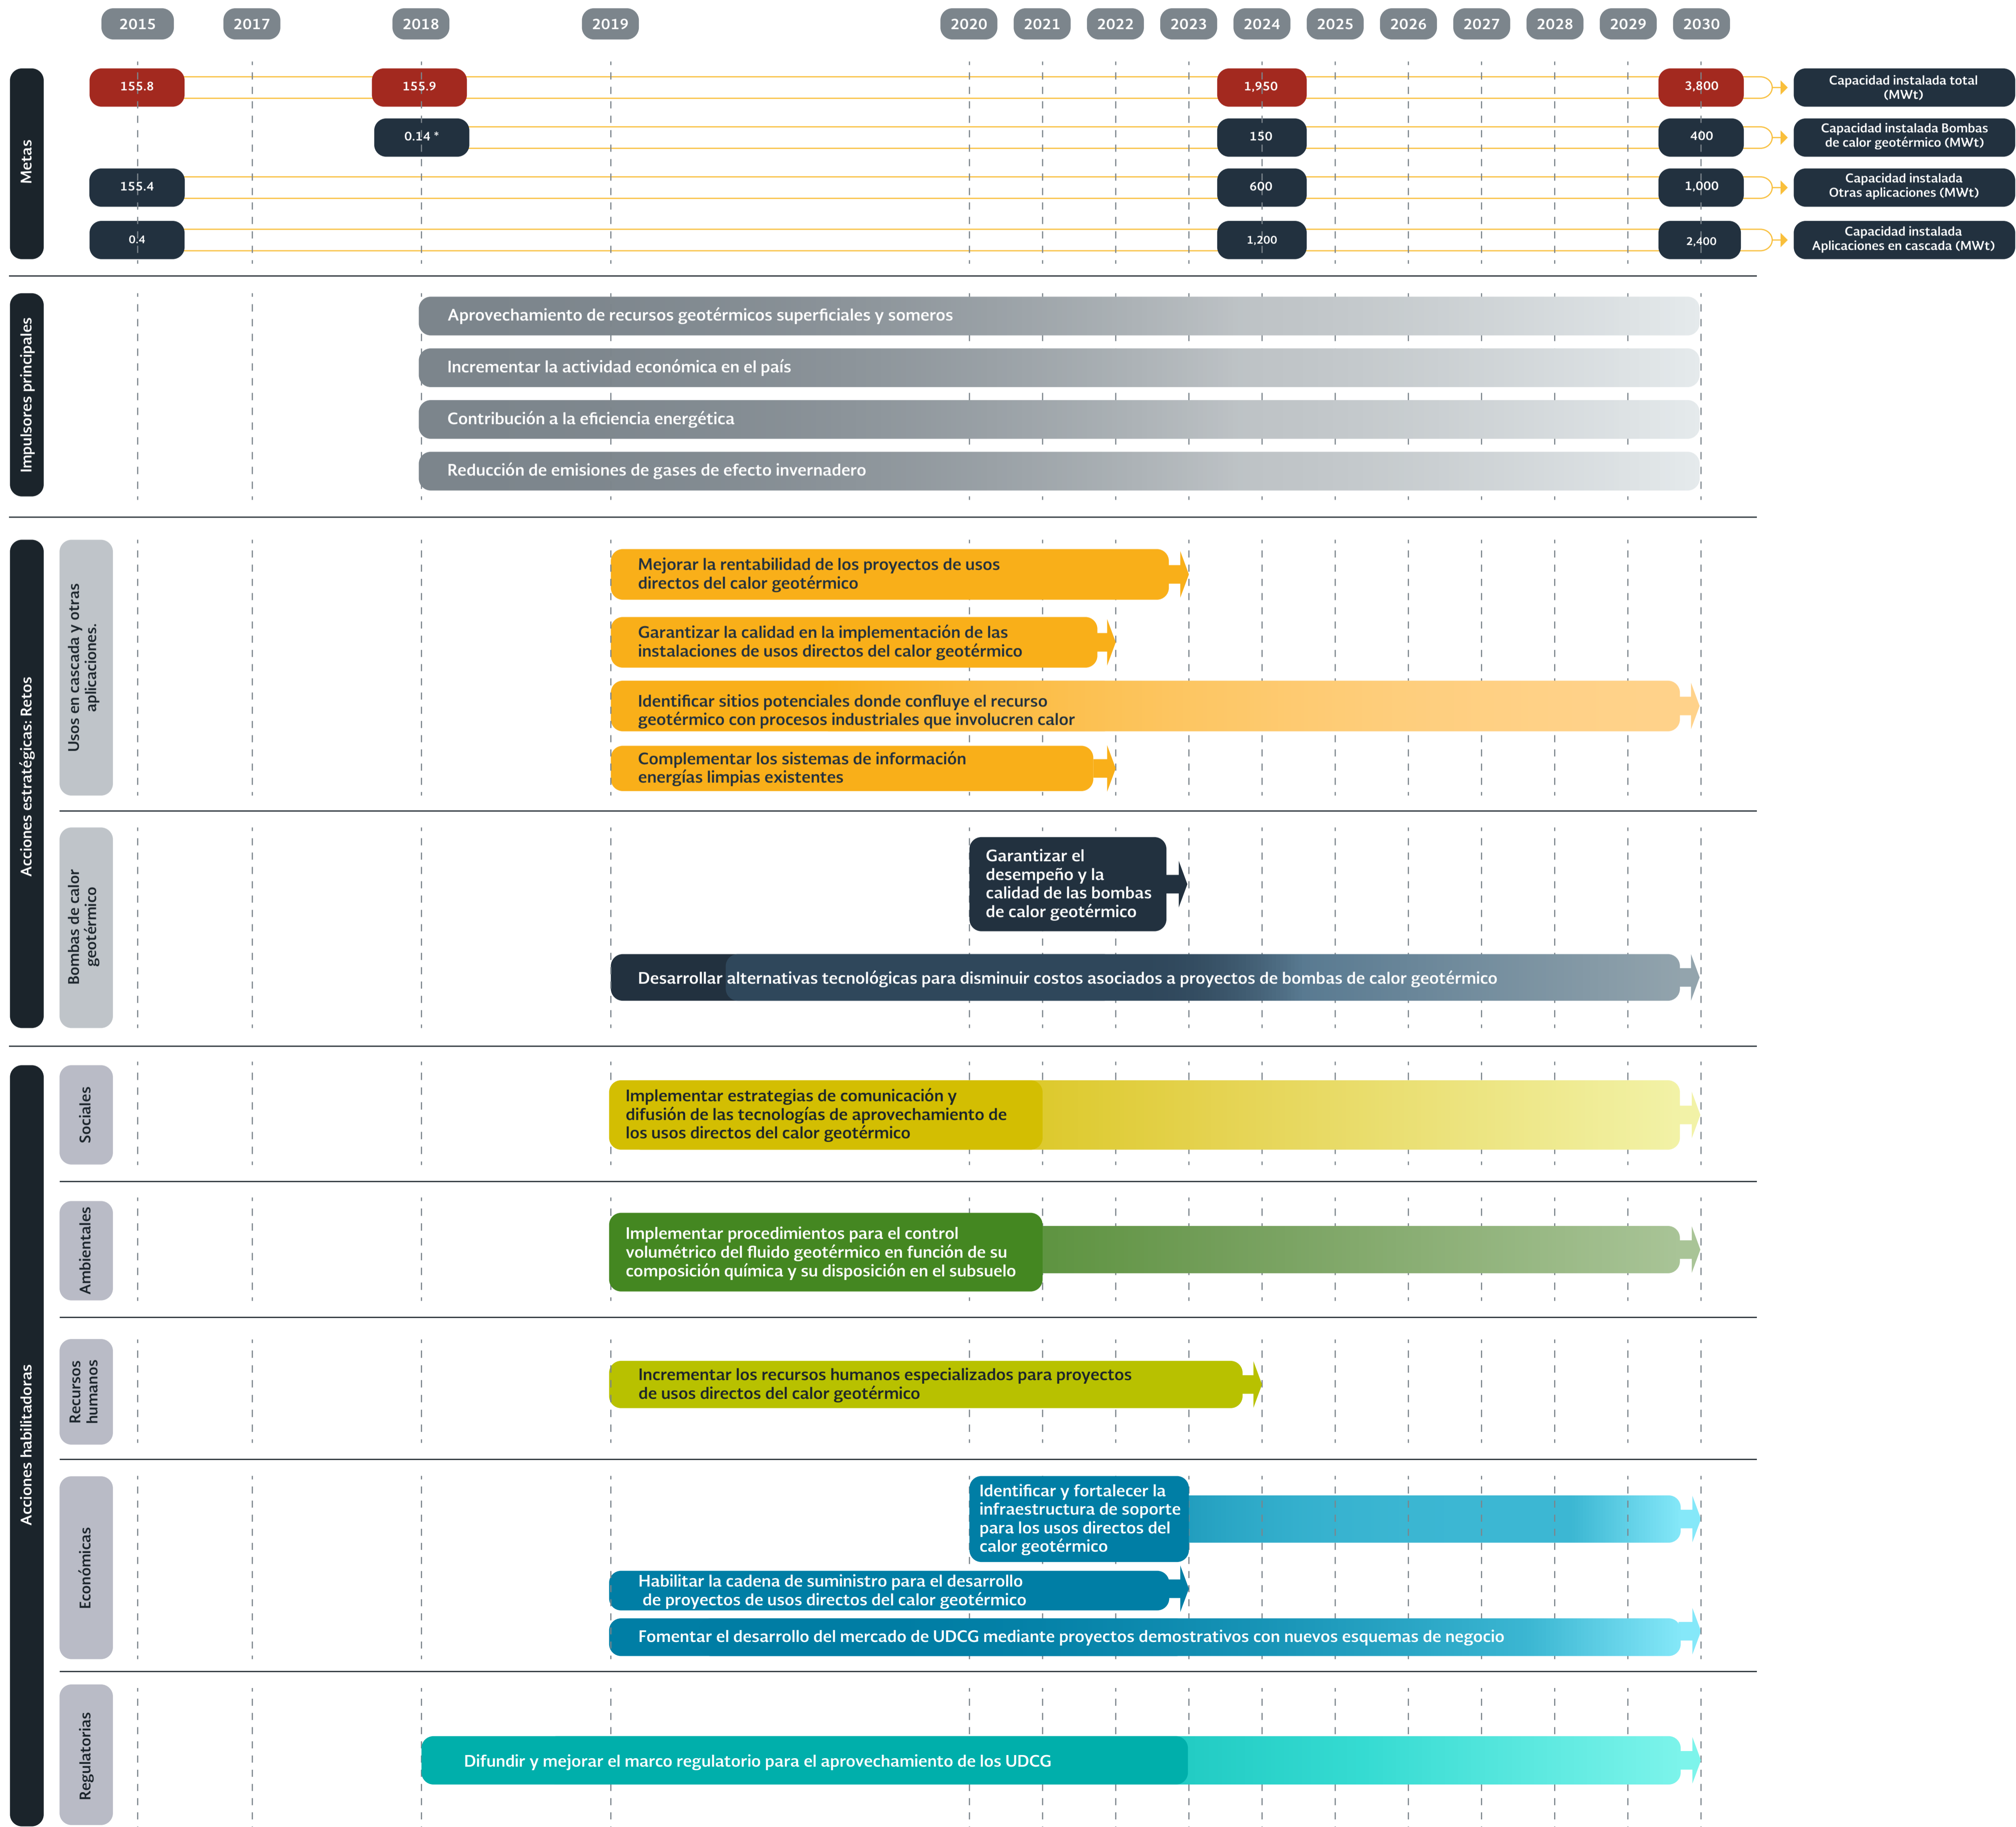 2015 2017 2018 2019 2020 2021 2022 2023 2024 2025 2026 2027 2028 2029 2030
Metas
155.8 155.9 1,950 3,800
Capacidad instalada total
(MWt)
0.14 * 150 400
Capacidad instalada Bombas
de calor geotérmico (MWt)
155.4 600 1,000
Capacidad instalada
Otras aplicaciones (MWt)
0.4 1,200 2,400
Capacidad instalada
Aplicaciones en cascada (MWt)
Impulsores principales
Aprovechamiento de recursos geotérmicos superficiales y someros
Incrementar la actividad económica en el país
Contribución a la eficiencia energética
Reducción de emisiones de gases de efecto invernadero
Acciones estratégicas: Retos
Usos en cascada y otras
aplicaciones.
Mejorar la rentabilidad de los proyectos de usos
directos del calor geotérmico
Garantizar la calidad en la implementación de las
instalaciones de usos directos del calor geotérmico
Identificar sitios potenciales donde confluye el recurso
geotérmico con procesos industriales que involucren calor
Complementar los sistemas de información
energías limpias existentes
Bombas de calor
geotérmico
Garantizar el
desempeño y la
calidad de las bombas
de calor geotérmico
Desarrollar alternativas tecnológicas para disminuir costos asociados a proyectos de bombas de calor geotérmico
Acciones habilitadoras
Sociales
Implementar estrategias de comunicación y
difusión de las tecnologías de aprovechamiento de
los usos directos del calor geotérmico
Ambientales
Implementar procedimientos para el control
volumétrico del fluido geotérmico en función de su
composición química y su disposición en el subsuelo
Recursos
humanos
Incrementar los recursos humanos especializados para proyectos
de usos directos del calor geotérmico
Económicas
Identificar y fortalecer la
infraestructura de soporte
para los usos directos del
calor geotérmico
Habilitar la cadena de suministro para el desarrollo
de proyectos de usos directos del calor geotérmico
Fomentar el desarrollo del mercado de UDCG mediante proyectos demostrativos con nuevos esquemas de negocio
Regulatorias
Difundir y mejorar el marco regulatorio para el aprovechamiento de los UDCG